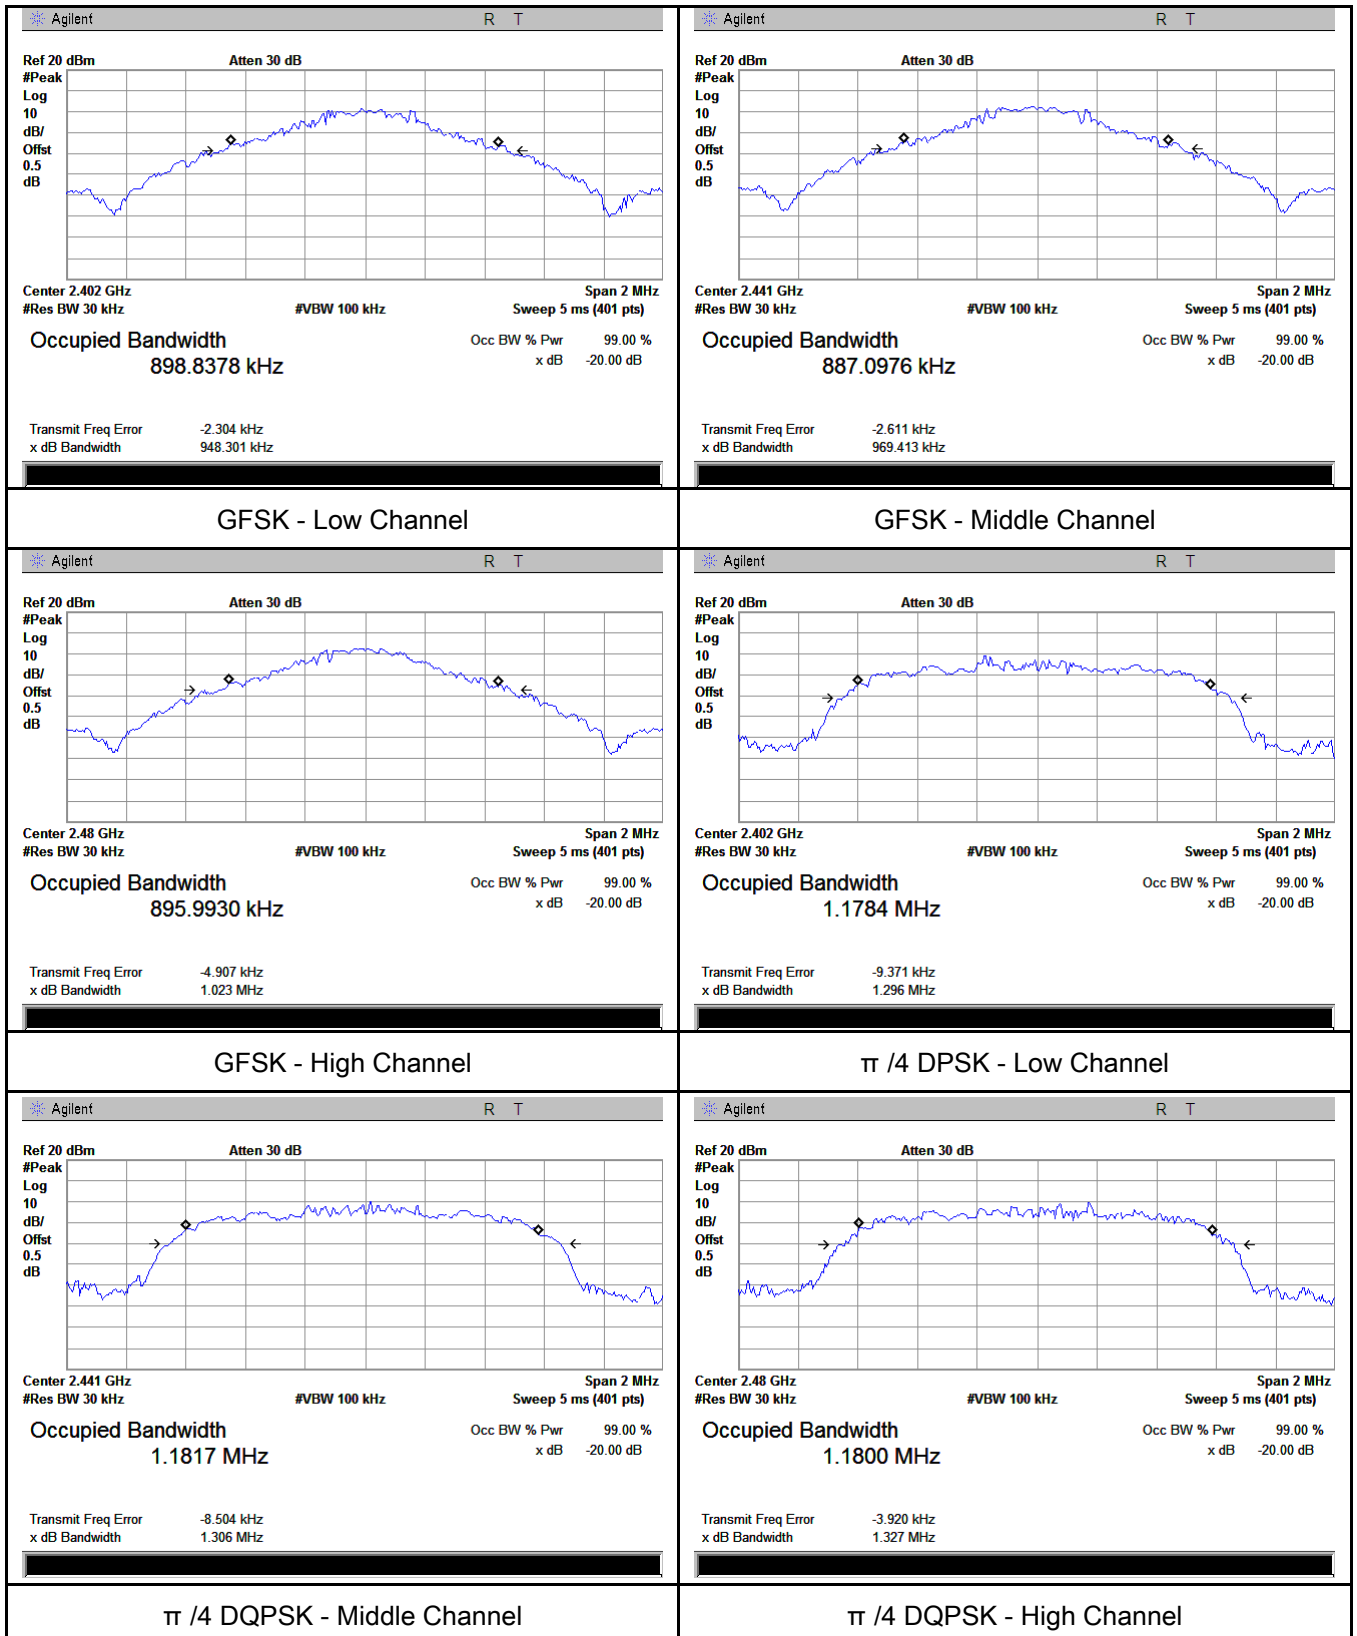 Agilent R T
Ref 20 dBm Atten 30 dB
#Peak
Log
10
dB/
Offst
0.5
dB
Center 2.402 GHz Span 2 MHz
#Res BW 30 kHz #VBW 100 kHz Sweep 5 ms (401 pts)
Occupied Bandwidth Occ BW % Pwr 99.00 %
898.8378 kHz x dB -20.00 dB
Transmit Freq Error -2.304 kHz
x dB Bandwidth 948.301 kHz
GFSK - Low Channel
Agilent R T
Ref 20 dBm Atten 30 dB
#Peak
Log
10
dB/
Offst
0.5
dB
Center 2.441 GHz Span 2 MHz
#Res BW 30 kHz #VBW 100 kHz Sweep 5 ms (401 pts)
Occupied Bandwidth Occ BW % Pwr 99.00 %
887.0976 kHz x dB -20.00 dB
Transmit Freq Error -2.611 kHz
x dB Bandwidth 969.413 kHz
GFSK - Middle Channel
Agilent R T
Ref 20 dBm Atten 30 dB
#Peak
Log
10
dB/
Offst
0.5
dB
Center 2.48 GHz Span 2 MHz
#Res BW 30 kHz #VBW 100 kHz Sweep 5 ms (401 pts)
Occupied Bandwidth Occ BW % Pwr 99.00 %
895.9930 kHz x dB -20.00 dB
Transmit Freq Error -4.907 kHz
x dB Bandwidth 1.023 MHz
GFSK - High Channel
Agilent R T
Ref 20 dBm Atten 30 dB
#Peak
Log
10
dB/
Offst
0.5
dB
Center 2.402 GHz Span 2 MHz
#Res BW 30 kHz #VBW 100 kHz Sweep 5 ms (401 pts)
Occupied Bandwidth Occ BW % Pwr 99.00 %
1.1784 MHz x dB -20.00 dB
Transmit Freq Error -9.371 kHz
x dB Bandwidth 1.296 MHz
π /4 DPSK - Low Channel
Agilent R T
Ref 20 dBm Atten 30 dB
#Peak
Log
10
dB/
Offst
0.5
dB
Center 2.441 GHz Span 2 MHz
#Res BW 30 kHz #VBW 100 kHz Sweep 5 ms (401 pts)
Occupied Bandwidth Occ BW % Pwr 99.00 %
1.1817 MHz x dB -20.00 dB
Transmit Freq Error -8.504 kHz
x dB Bandwidth 1.306 MHz
π /4 DQPSK - Middle Channel
Agilent R T
Ref 20 dBm Atten 30 dB
#Peak
Log
10
dB/
Offst
0.5
dB
Center 2.48 GHz Span 2 MHz
#Res BW 30 kHz #VBW 100 kHz Sweep 5 ms (401 pts)
Occupied Bandwidth Occ BW % Pwr 99.00 %
1.1800 MHz x dB -20.00 dB
Transmit Freq Error -3.920 kHz
x dB Bandwidth 1.327 MHz
π /4 DQPSK - High Channel